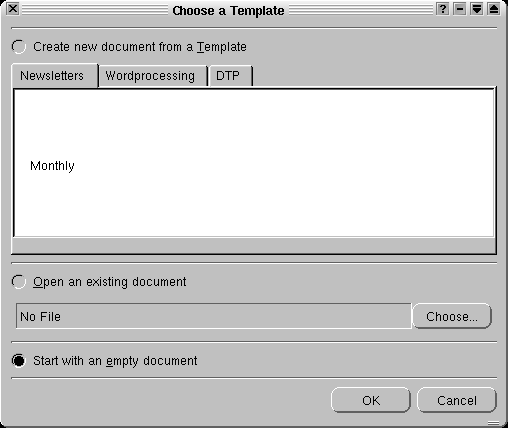 Choose a Template
?
Create new document from a Template
Newsletters Wordprocessing DTP
Monthly
Open an existing document
No File Choose...
Start with an empty document
OK Cancel